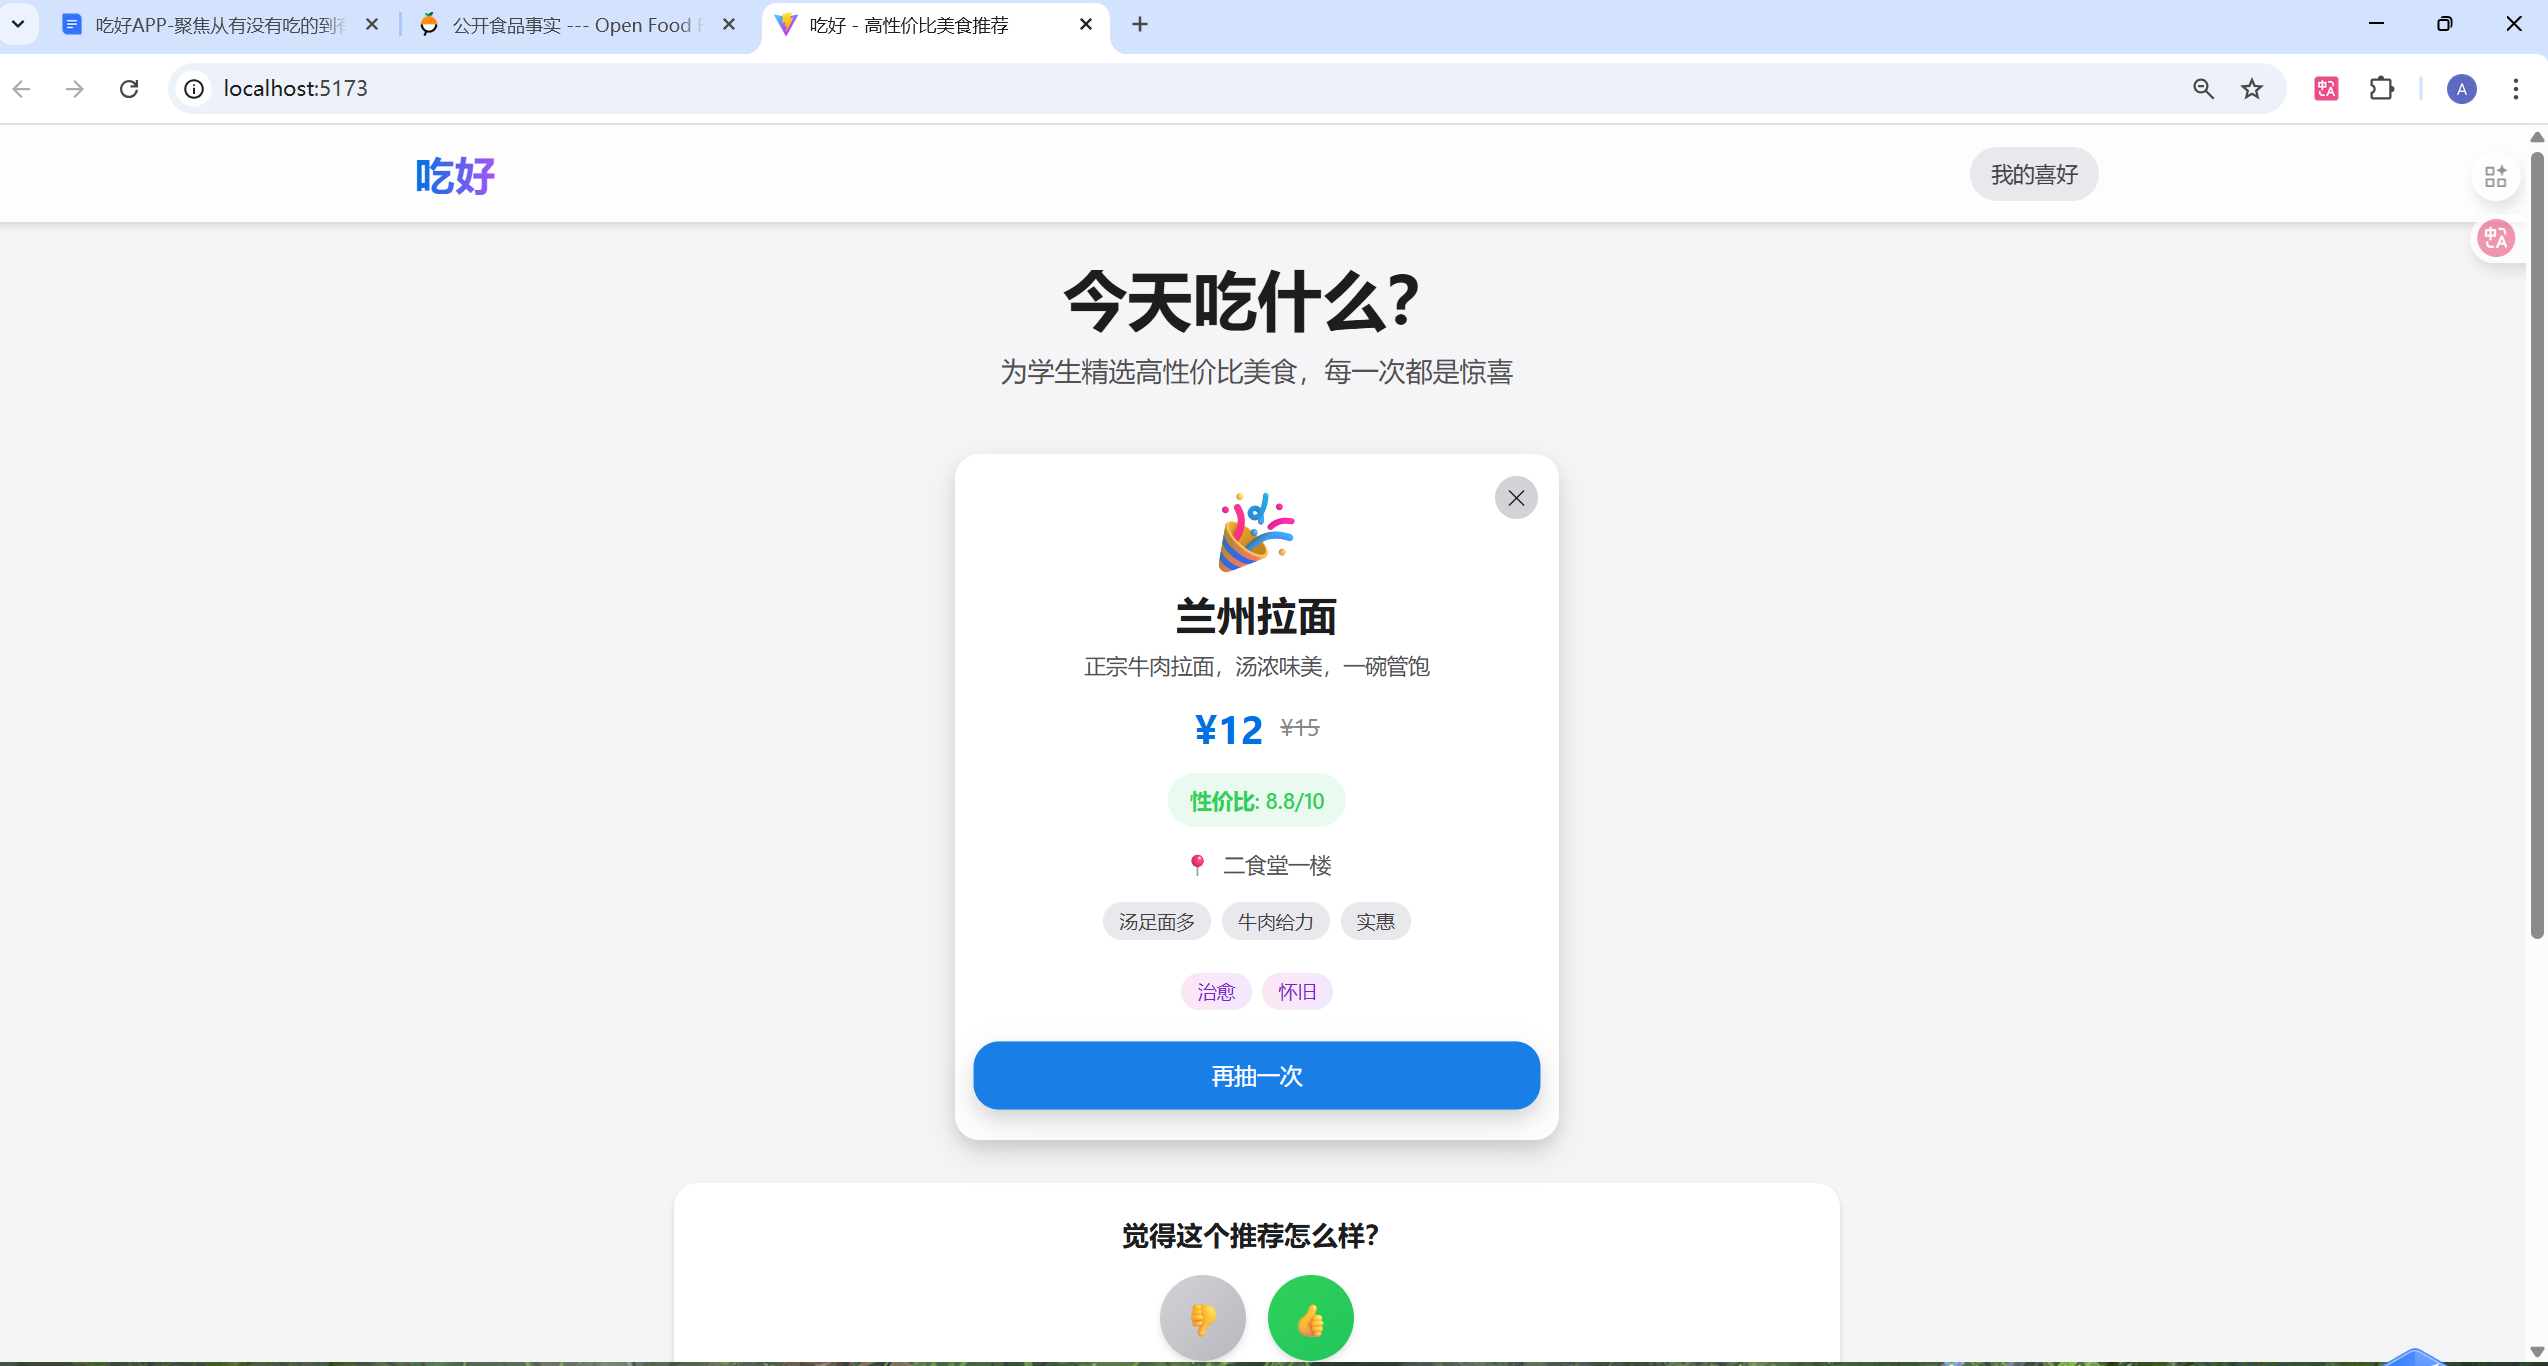 吃好APP-聚焦从有没有吃的到
公开食品事实 --- Open Food
吃好 - 高性价比美食推荐
localhost:5173
A
吃好
我的喜好
今天吃什么?
为学生精选高性价比美食，每一次都是惊喜
兰州拉面
正宗牛肉拉面，汤浓味美，一碗管饱
¥12 ¥15
性价比: 8.8/10
二食堂一楼
汤足面多 牛肉给力 实惠
治愈 怀旧
再抽一次
觉得这个推荐怎么样?